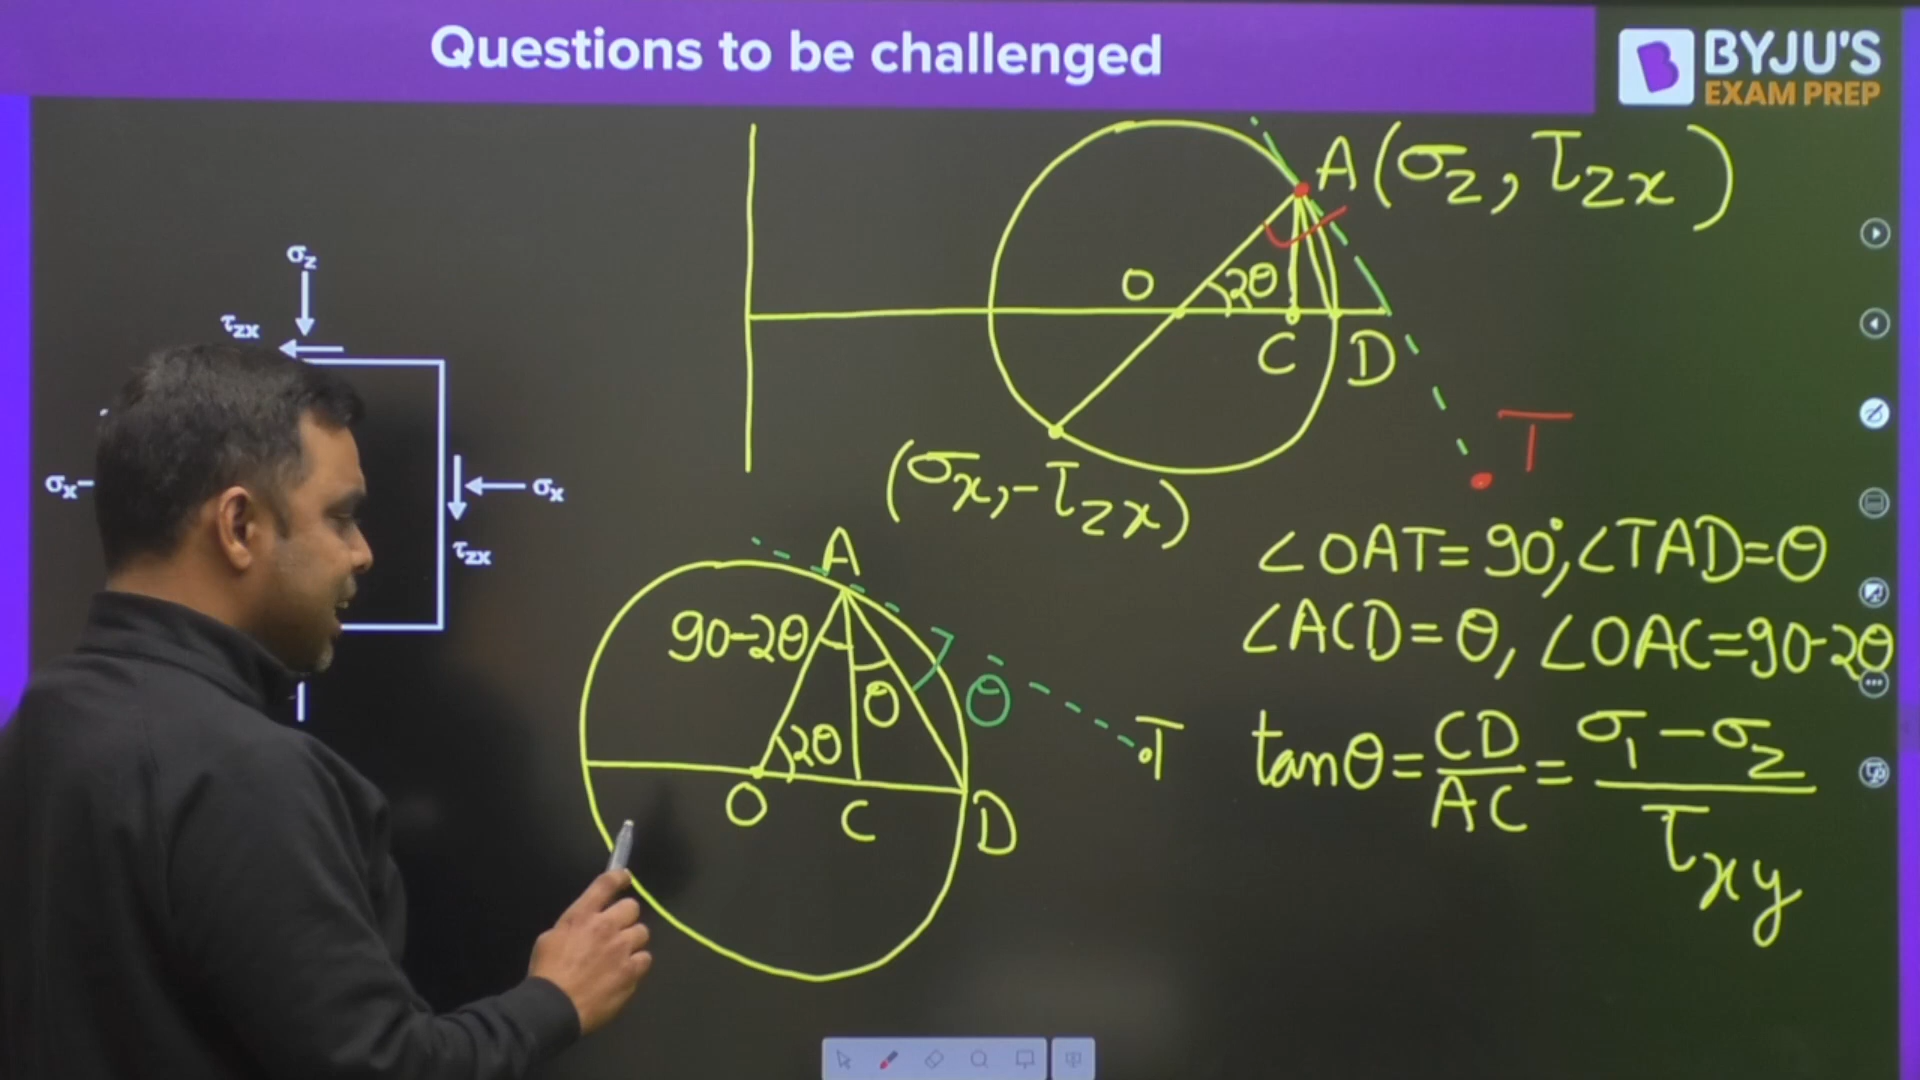 Questions to be challenged
BYJU'S
EXAM PREP
A(σz, τzx)
O
2θ
C
D
T
(σx, -τzx)
σz
τzx
σx
σx
τzx
∠OAT=90°, ∠TAD=θ
∠ACD=θ, ∠OAC=90-2θ
tanθ=CD/AC=σ1-σz/τxy
A
90-2θ
θ
θ
2θ
O
C
D
T